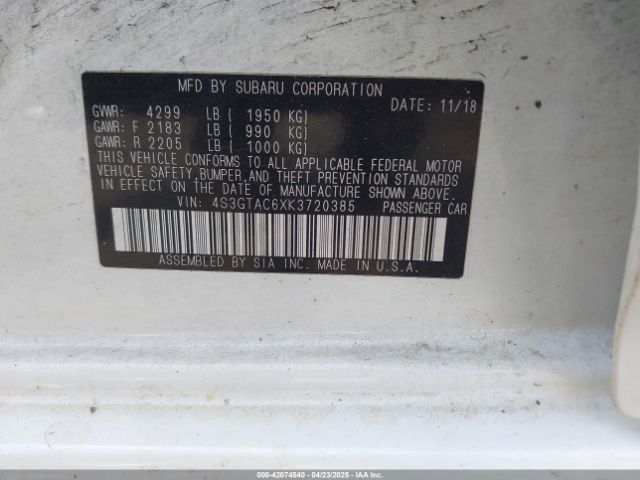 MFD BY SUBARU CORPORATION
DATE: 11/18
GVWR: 4299 LB ( 1950 KG)
GAWR: F 2183 LB ( 990 KG)
GAWR: R 2205 LB ( 1000 KG)
THIS VEHICLE CONFORMS TO ALL APPLICABLE FEDERAL MOTOR
VEHICLE SAFETY, BUMPER, AND THEFT PREVENTION STANDARDS
IN EFFECT ON THE DATE OF MANUFACTURE SHOWN ABOVE.
VIN: 4S3GTAC6XK3720385 PASSENGER CAR
ASSEMBLED BY SIA INC. MADE IN U.S.A.
000-42074540 - 04/23/2025 - IAAI.COM